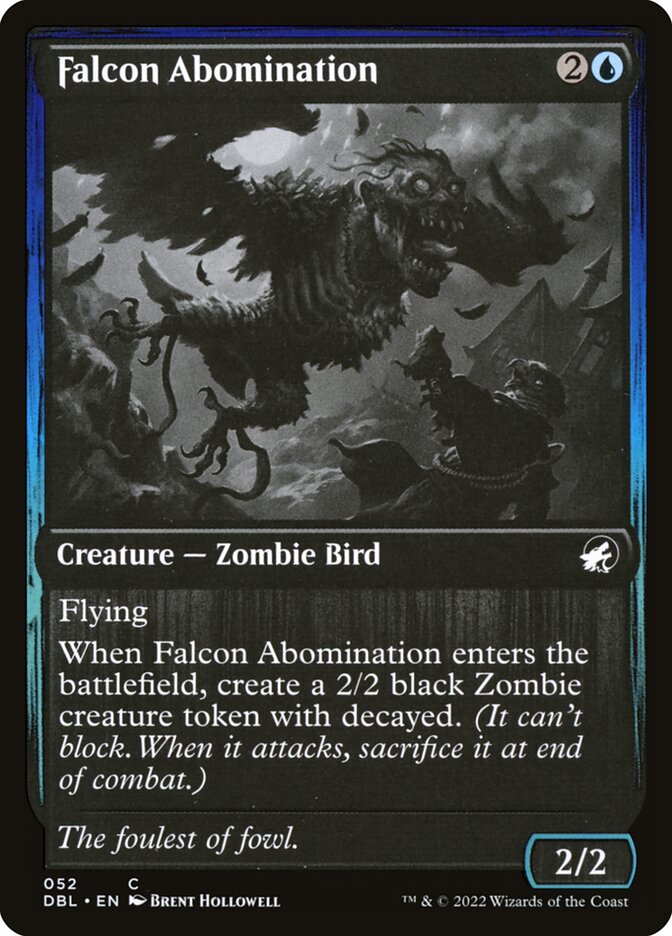 Falcon Abomination 2
Creature — Zombie Bird
Flying
When Falcon Abomination enters the
battlefield, create a 2/2 black Zombie
creature token with decayed. (It can't
block. When it attacks, sacrifice it at end
of combat.)
The foulest of fowl.
2/2
052 C
DBL • EN Brent Hollowell
™ & © 2022 Wizards of the Coast